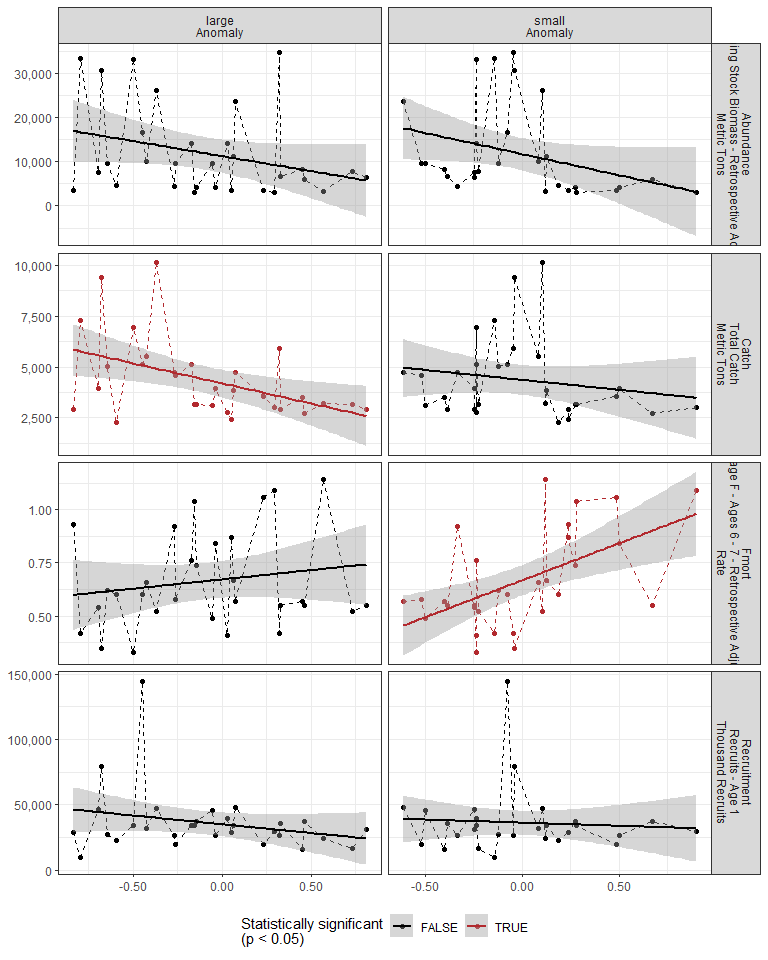 large
Anomaly
small
Anomaly
30,000
20,000
10,000
0
Abundance
ing Stock Biomass - Retrospective Ad
Metric Tons
10,000
7,500
5,000
2,500
Catch
Total Catch
Metric Tons
1.00
0.75
0.50
Fmort
age F - Ages 6 - 7 - Retrospective Adju
Rate
150,000
100,000
50,000
0
Recruitment
Recruits - Age 1
Thousand Recruits
-0.50 0.00 0.50 -0.50 0.00 0.50
Statistically significant
(p < 0.05)
FALSE TRUE